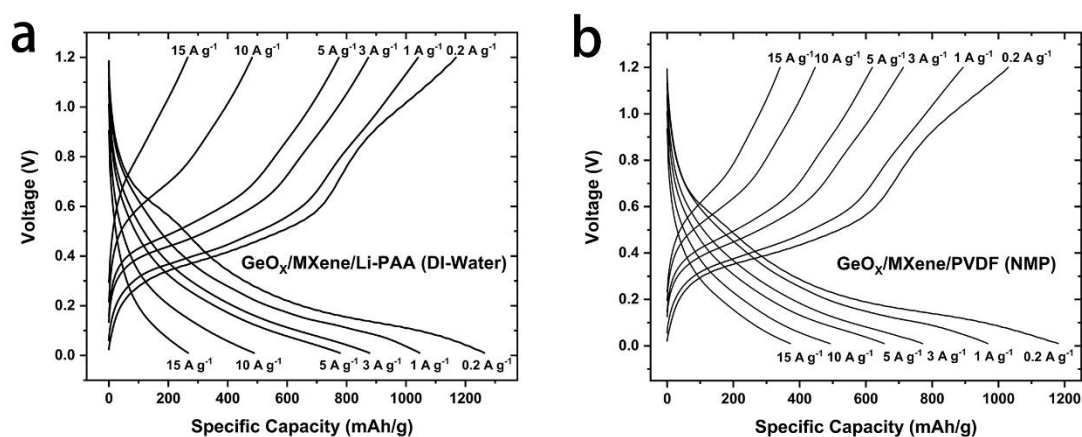 a
15 A g⁻¹ 10 A g⁻¹ 5 A g⁻¹ 3 A g⁻¹ 1 A g⁻¹ 0.2 A g⁻¹
1.2
1.0
0.8
0.6
0.4
0.2
0.0
Voltage (V)
GeOₓ/MXene/Li-PAA (DI-Water)
15 A g⁻¹ 10 A g⁻¹ 5 A g⁻¹ 3 A g⁻¹ 1 A g⁻¹ 0.2 A g⁻¹
0 200 400 600 800 1000 1200
Specific Capacity (mAh/g)
b
15 A g⁻¹ 10 A g⁻¹ 5 A g⁻¹ 3 A g⁻¹ 1 A g⁻¹ 0.2 A g⁻¹
1.2
1.0
0.8
0.6
0.4
0.2
0.0
Voltage (V)
GeOₓ/MXene/PVDF (NMP)
15 A g⁻¹ 10 A g⁻¹ 5 A g⁻¹ 3 A g⁻¹ 1 A g⁻¹ 0.2 A g⁻¹
0 200 400 600 800 1000 1200
Specific Capacity (mAh/g)